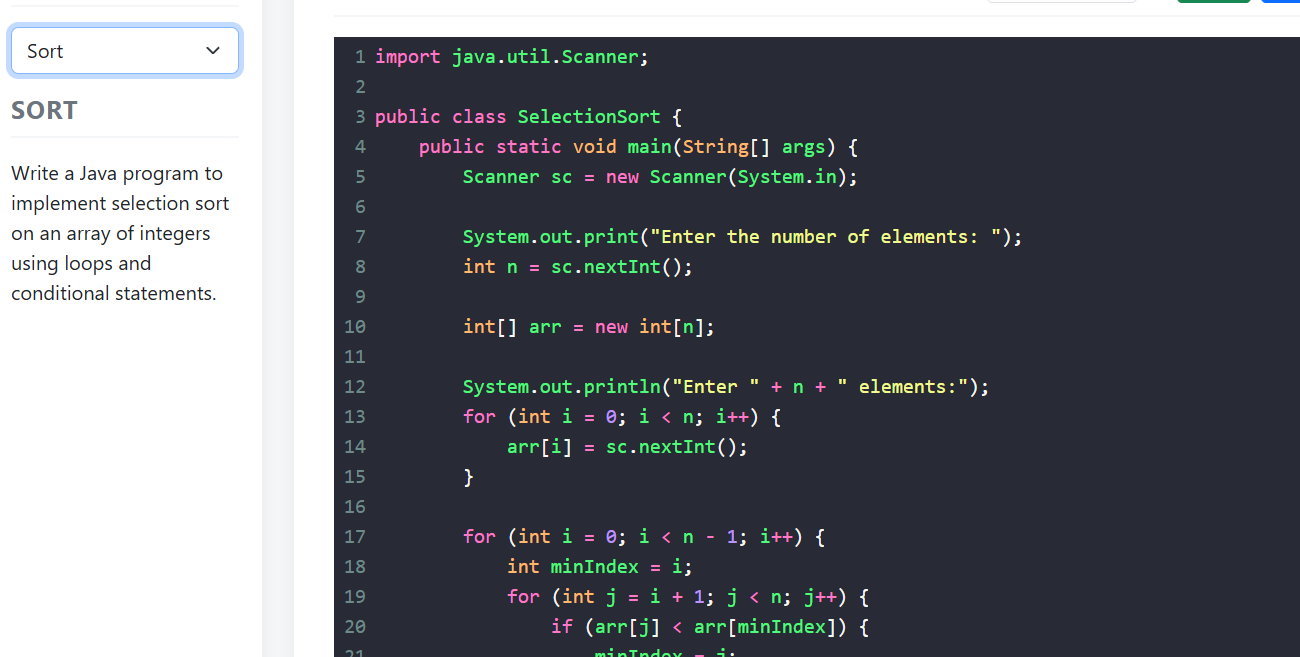 Sort
SORT
Write a Java program to
implement selection sort
on an array of integers
using loops and
conditional statements.
1 import java.util.Scanner;
2
3 public class SelectionSort {
4     public static void main(String[] args) {
5         Scanner sc = new Scanner(System.in);
6
7         System.out.print("Enter the number of elements: ");
8         int n = sc.nextInt();
9
10         int[] arr = new int[n];
11
12         System.out.println("Enter " + n + " elements:");
13         for (int i = 0; i < n; i++) {
14             arr[i] = sc.nextInt();
15         }
16
17         for (int i = 0; i < n - 1; i++) {
18             int minIndex = i;
19             for (int j = i + 1; j < n; j++) {
20                 if (arr[j] < arr[minIndex]) {
21                     minIndex = j;